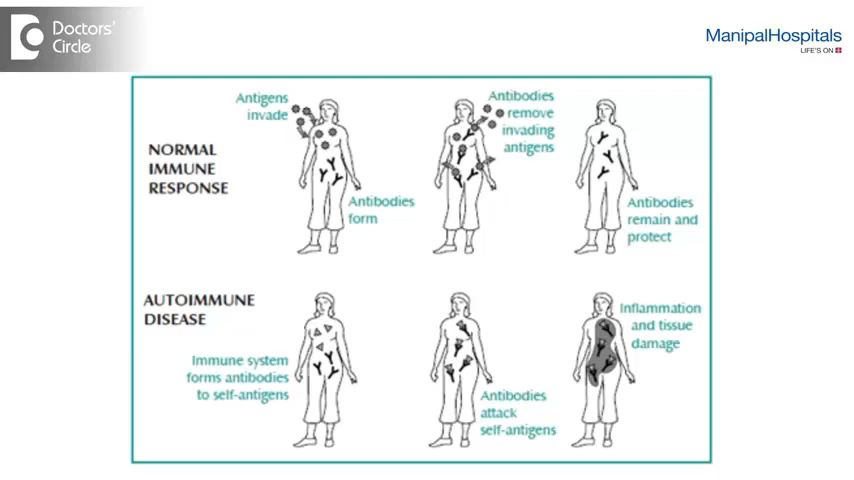 Doctors'
Circle
ManipalHospitals
LIFE'S ON
NORMAL
IMMUNE
RESPONSE
Antigens
invade
Antibodies
form
Antibodies
remove
invading
antigens
Antibodies
remain and
protect
AUTOIMMUNE
DISEASE
Immune system
forms antibodies
to self-antigens
Antibodies
attack
self-antigens
Inflammation
and tissue
damage